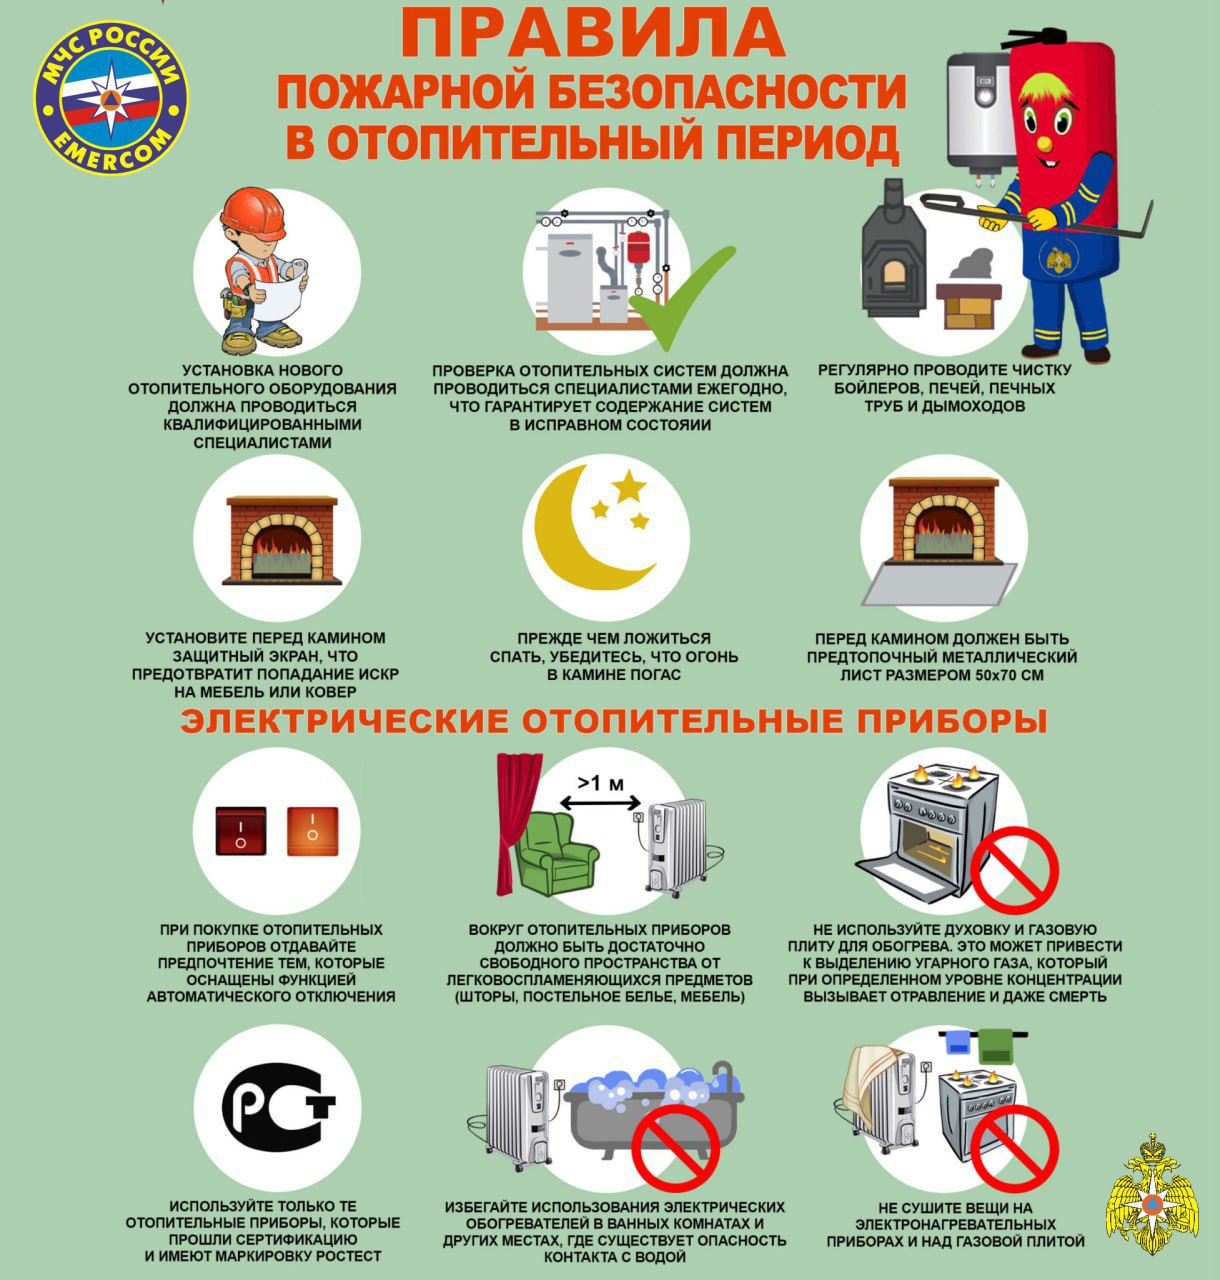 МЧС РОССИИ
EMERCOM
ПРАВИЛА
ПОЖАРНОЙ БЕЗОПАСНОСТИ
В ОТОПИТЕЛЬНЫЙ ПЕРИОД
УСТАНОВКА НОВОГО
ОТОПИТЕЛЬНОГО ОБОРУДОВАНИЯ
ДОЛЖНА ПРОВОДИТЬСЯ
КВАЛИФИЦИРОВАННЫМИ
СПЕЦИАЛИСТАМИ
ПРОВЕРКА ОТОПИТЕЛЬНЫХ СИСТЕМ ДОЛЖНА
ПРОВОДИТЬСЯ СПЕЦИАЛИСТАМИ ЕЖЕГОДНО,
ЧТО ГАРАНТИРУЕТ СОДЕРЖАНИЕ СИСТЕМ
В ИСПРАВНОМ СОСТОЯИИ
РЕГУЛЯРНО ПРОВОДИТЕ ЧИСТКУ
БОЙЛЕРОВ, ПЕЧЕЙ, ПЕЧНЫХ
ТРУБ И ДЫМОХОДОВ
УСТАНОВИТЕ ПЕРЕД КАМИНОМ
ЗАЩИТНЫЙ ЭКРАН, ЧТО
ПРЕДОТВРАТИТ ПОПАДАНИЕ ИСКР
НА МЕБЕЛЬ ИЛИ КОВЕР
ПРЕЖДЕ ЧЕМ ЛОЖИТЬСЯ
СПАТЬ, УБЕДИТЕСЬ, ЧТО ОГОНЬ
В КАМИНЕ ПОГАС
ПЕРЕД КАМИНОМ ДОЛЖЕН БЫТЬ
ПРЕДТОПОЧНЫЙ МЕТАЛЛИЧЕСКИЙ
ЛИСТ РАЗМЕРОМ 50х70 СМ
ЭЛЕКТРИЧЕСКИЕ ОТОПИТЕЛЬНЫЕ ПРИБОРЫ
>1 м
ПРИ ПОКУПКЕ ОТОПИТЕЛЬНЫХ
ПРИБОРОВ ОТДАВАЙТЕ
ПРЕДПОЧТЕНИЕ ТЕМ, КОТОРЫЕ
ОСНАЩЕНЫ ФУНКЦИЕЙ
АВТОМАТИЧЕСКОГО ОТКЛЮЧЕНИЯ
ВОКРУГ ОТОПИТЕЛЬНЫХ ПРИБОРОВ
ДОЛЖНО БЫТЬ ДОСТАТОЧНО
СВОБОДНОГО ПРОСТРАНСТВА ОТ
ЛЕГКОВОСПЛАМЕНЯЮЩИХСЯ ПРЕДМЕТОВ
(ШТОРЫ, ПОСТЕЛЬНОЕ БЕЛЬЕ, МЕБЕЛЬ)
НЕ ИСПОЛЬЗУЙТЕ ДУХОВКУ И ГАЗОВУЮ
ПЛИТУ ДЛЯ ОБОГРЕВА. ЭТО МОЖЕТ ПРИВЕСТИ
К ВЫДЕЛЕНИЮ УГАРНОГО ГАЗА, КОТОРЫЙ
ПРИ ОПРЕДЕЛЕННОМ УРОВНЕ КОНЦЕНТРАЦИИ
ВЫЗЫВАЕТ ОТРАВЛЕНИЕ И ДАЖЕ СМЕРТЬ
РСТ
ИСПОЛЬЗУЙТЕ ТОЛЬКО ТЕ
ОТОПИТЕЛЬНЫЕ ПРИБОРЫ, КОТОРЫЕ
ПРОШЛИ СЕРТИФИКАЦИЮ
И ИМЕЮТ МАРКИРОВКУ РОСТЕСТ
ИЗБЕГАЙТЕ ИСПОЛЬЗОВАНИЯ ЭЛЕКТРИЧЕСКИХ
ОБОГРЕВАТЕЛЕЙ В ВАННЫХ КОМНАТАХ И
ДРУГИХ МЕСТАХ, ГДЕ СУЩЕСТВУЕТ ОПАСНОСТЬ
КОНТАКТА С ВОДОЙ
НЕ СУШИТЕ ВЕЩИ НА
ЭЛЕКТРОНАГРЕВАТЕЛЬНЫХ
ПРИБОРАХ И НАД ГАЗОВОЙ ПЛИТОЙ